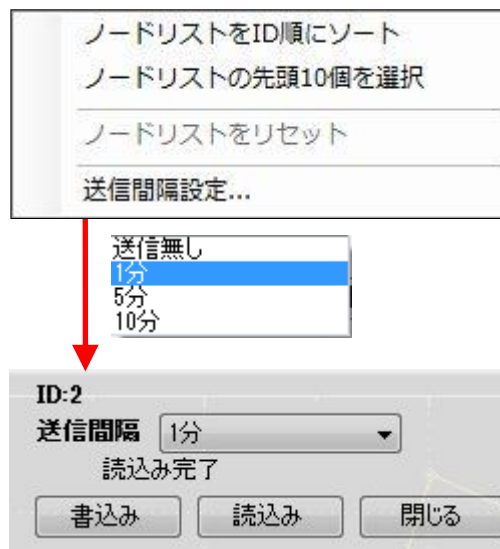 ノードリストをID順にソート
ノードリストの先頭10個を選択
ノードリストをリセット
送信間隔設定...
送信無し
1分
5分
10分
ID:2
送信間隔 1分
読込み完了
書込み 読込み 閉じる